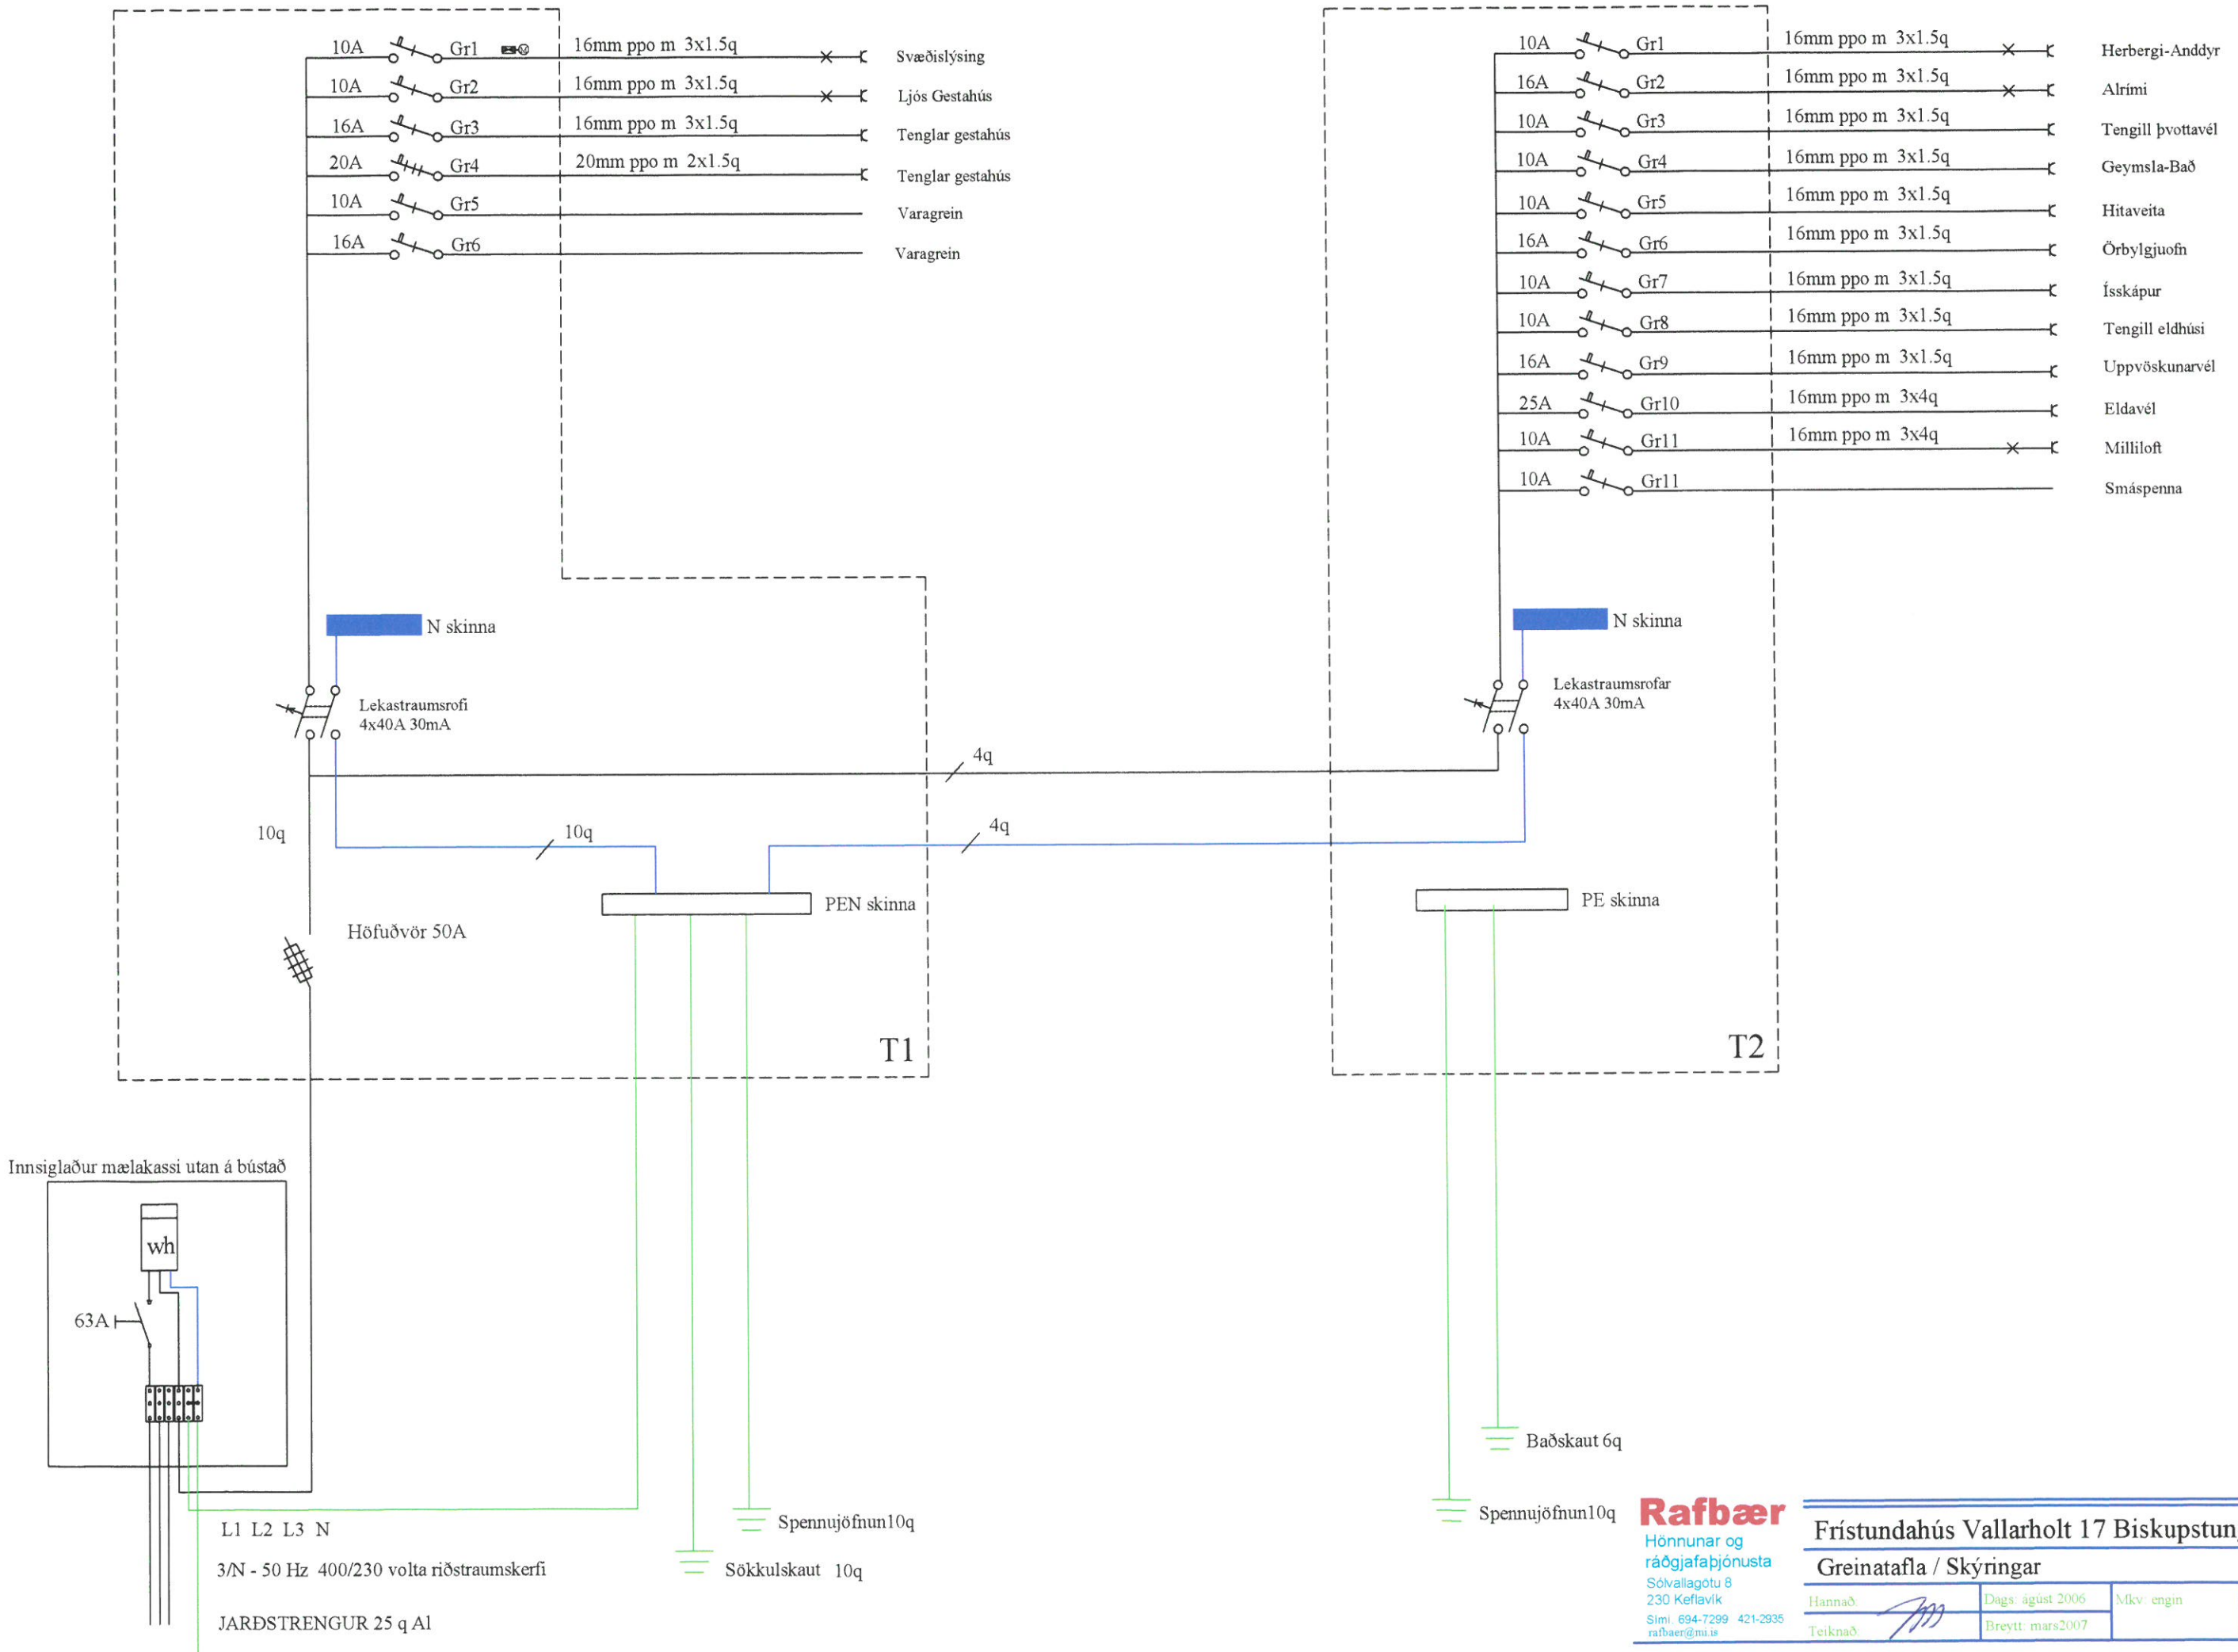 10A Gr1 16mm ppo m 3x1.5q Svæðislýsing
10A Gr2 16mm ppo m 3x1.5q Ljós Gestahús
16A Gr3 16mm ppo m 3x1.5q Tenglar gestahús
20A Gr4 20mm ppo m 2x1.5q Tenglar gestahús
10A Gr5 Varagrein
16A Gr6 Varagrein
N skinna
Lekastraumsrofi
4x40A 30mA
4q
10q
10q
4q
PEN skinna
Höfuðvör 50A
T1
10A Gr1 16mm ppo m 3x1.5q Herbergi-Anddyr
16A Gr2 16mm ppo m 3x1.5q Alrími
10A Gr3 16mm ppo m 3x1.5q Tengill þvottavél
10A Gr4 16mm ppo m 3x1.5q Geymsla-Bað
10A Gr5 16mm ppo m 3x1.5q Hitaveita
16A Gr6 16mm ppo m 3x1.5q Örbylgjuofn
10A Gr7 16mm ppo m 3x1.5q Ísskápur
10A Gr8 16mm ppo m 3x1.5q Tengill eldhúsi
16A Gr9 16mm ppo m 3x1.5q Uppvöskunarvél
25A Gr10 16mm ppo m 3x4q Eldavél
10A Gr11 16mm ppo m 3x4q Milliloft
10A Gr11 Smáspenna
N skinna
Lekastraumsrofar
4x40A 30mA
PE skinna
T2
Innsiglaður mælakassi utan á bústað
wh
63A
L1 L2 L3 N
3/N - 50 Hz 400/230 volta riðstraumskerfi
JARÐSTRENGUR 25 q Al
Spennujöfnun10q
Sökkulskaut 10q
Baðskaut 6q
Spennujöfnun10q
Rafbær
Hönnunar og
ráðgjafaþjónusta
Sólvallagötu 8
230 Keflavík
Sími. 694-7299 421-2935
rafbaer@mi.is
Frístundahús Vallarholt 17 Biskupstun
Greinatafla / Skýringar
Hannað:
Teiknað:
Dags: ágúst 2006
Breytt: mars2007
Mkv: engin